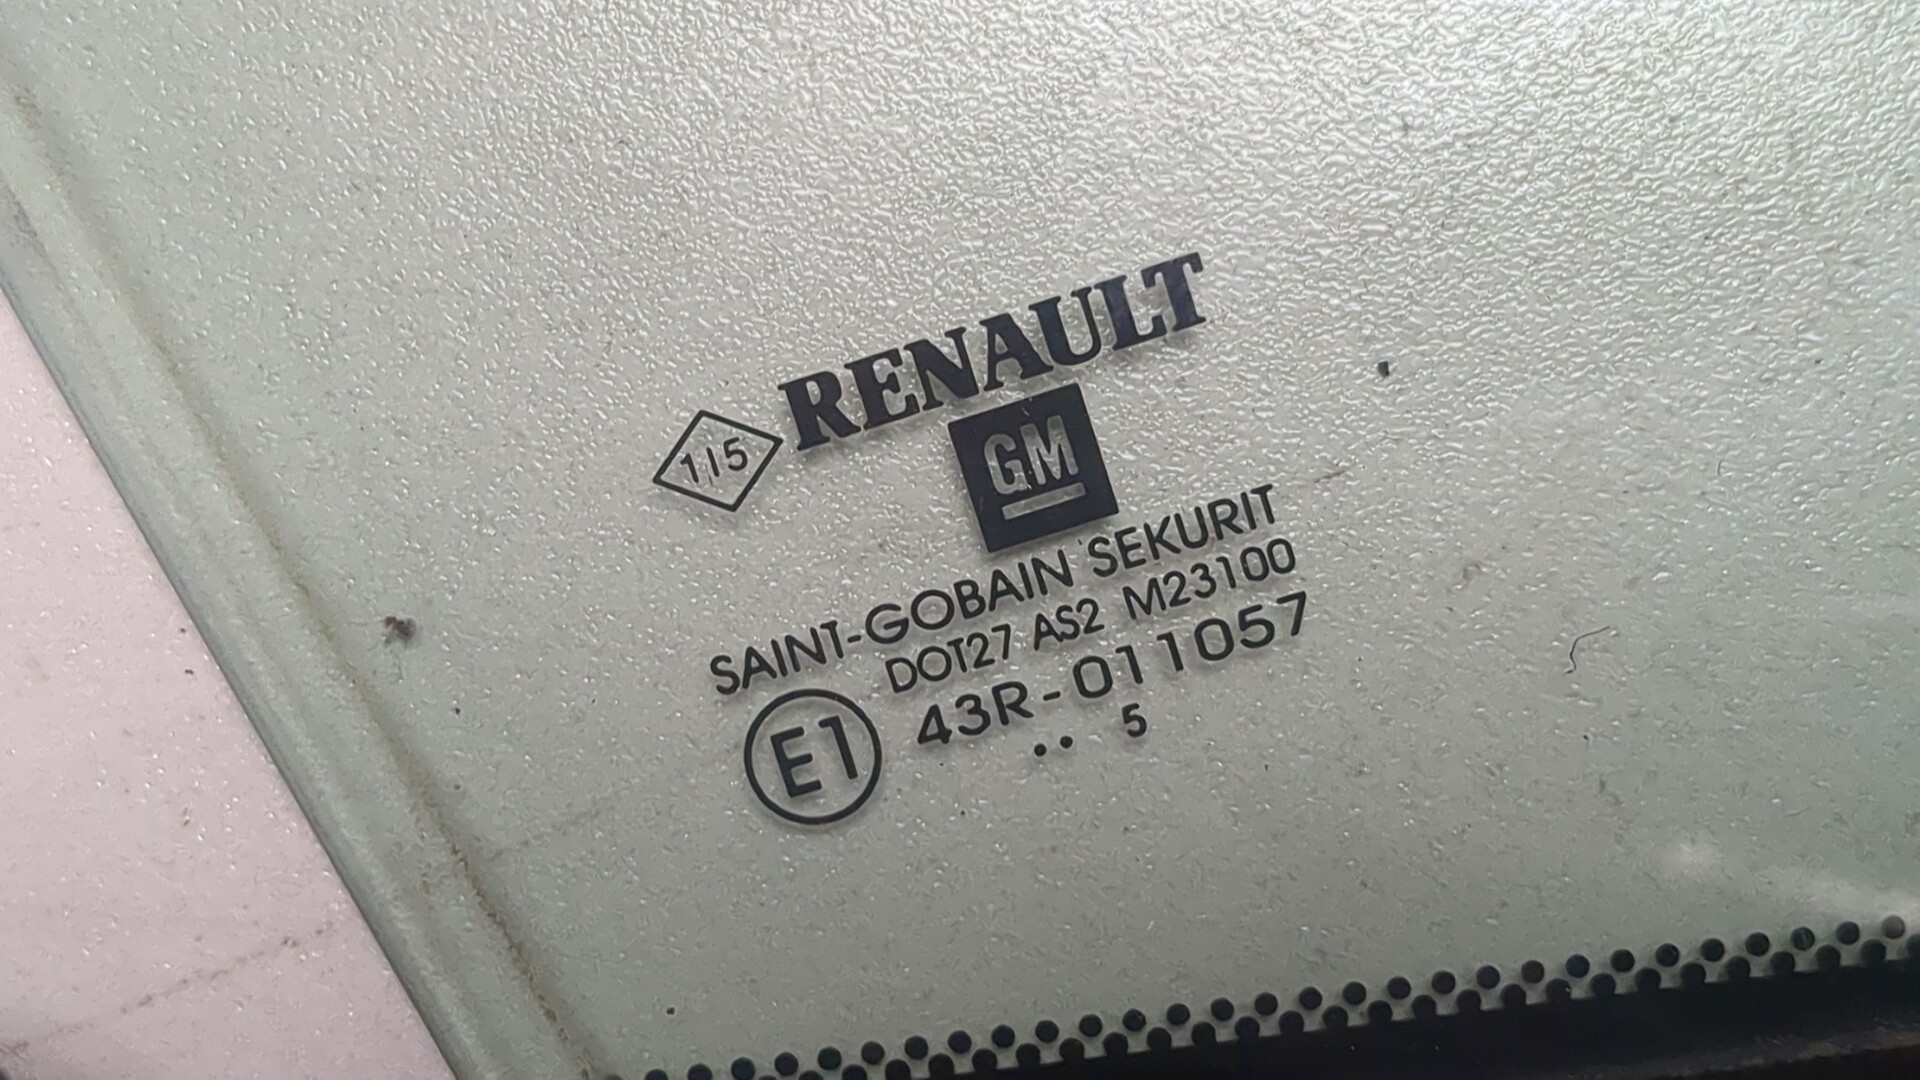 RENAULT
1/5
GM
SAINT-GOBAIN SEKURIT
DOT27 AS2 M23100
E1 43R-011057
.. 5